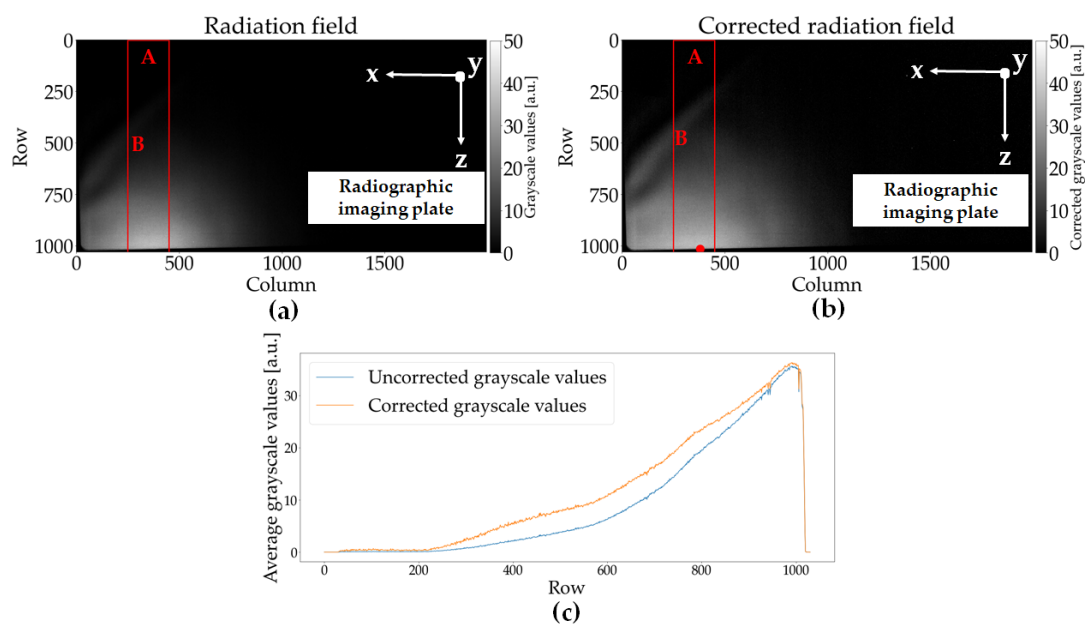 Radiation field
0
250
500
750
1000
Row
0
500
1000
1500
Column
A
B
x
y
z
Radiographic
imaging plate
50
40
30
20
10
0
Grayscale values [a.u.]
(a)
Corrected radiation field
0
250
500
750
1000
Row
0
500
1000
1500
Column
A
B
x
y
z
Radiographic
imaging plate
50
40
30
20
10
0
Corrected grayscale values [a.u.]
(b)
Average grayscale values [a.u.]
30
20
10
0
Uncorrected grayscale values
Corrected grayscale values
0
200
400
600
800
1000
Row
(c)